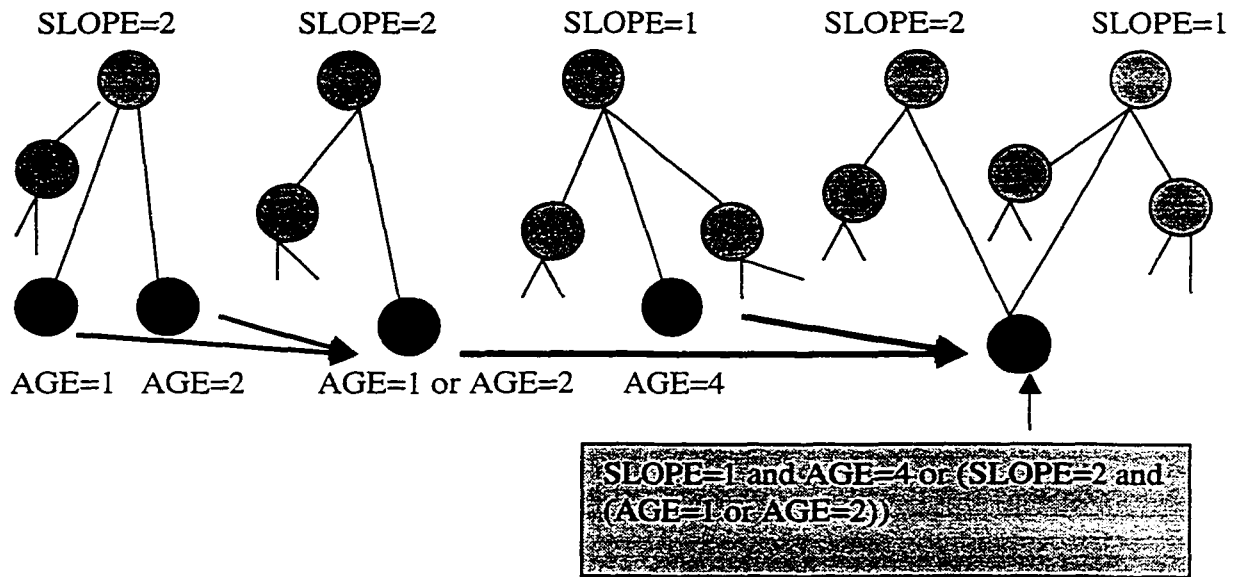 SLOPE=2 SLOPE=2 SLOPE=1 SLOPE=2 SLOPE=1
AGE=1 AGE=2 AGE=1 or AGE=2 AGE=4
SLOPE=1 and AGE=4 or (SLOPE=2 and
(AGE=1 or AGE=2))